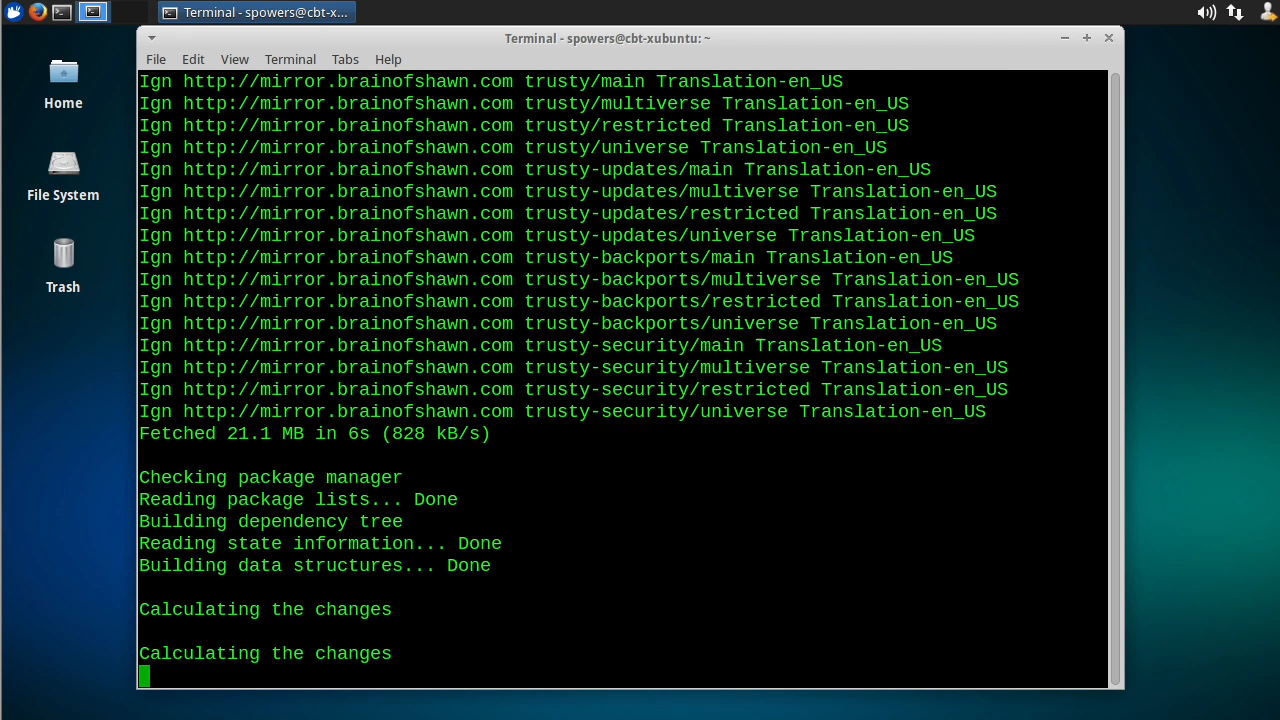 Terminal - spowers@cbt-x...
Terminal - spowers@cbt-xubuntu: ~
File Edit View Terminal Tabs Help
Home
File System
Trash
Ign http://mirror.brainofshawn.com trusty/main Translation-en_US
Ign http://mirror.brainofshawn.com trusty/multiverse Translation-en_US
Ign http://mirror.brainofshawn.com trusty/restricted Translation-en_US
Ign http://mirror.brainofshawn.com trusty/universe Translation-en_US
Ign http://mirror.brainofshawn.com trusty-updates/main Translation-en_US
Ign http://mirror.brainofshawn.com trusty-updates/multiverse Translation-en_US
Ign http://mirror.brainofshawn.com trusty-updates/restricted Translation-en_US
Ign http://mirror.brainofshawn.com trusty-updates/universe Translation-en_US
Ign http://mirror.brainofshawn.com trusty-backports/main Translation-en_US
Ign http://mirror.brainofshawn.com trusty-backports/multiverse Translation-en_US
Ign http://mirror.brainofshawn.com trusty-backports/restricted Translation-en_US
Ign http://mirror.brainofshawn.com trusty-backports/universe Translation-en_US
Ign http://mirror.brainofshawn.com trusty-security/main Translation-en_US
Ign http://mirror.brainofshawn.com trusty-security/multiverse Translation-en_US
Ign http://mirror.brainofshawn.com trusty-security/restricted Translation-en_US
Ign http://mirror.brainofshawn.com trusty-security/universe Translation-en_US
Fetched 21.1 MB in 6s (828 kB/s)
Checking package manager
Reading package lists... Done
Building dependency tree
Reading state information... Done
Building data structures... Done
Calculating the changes
Calculating the changes